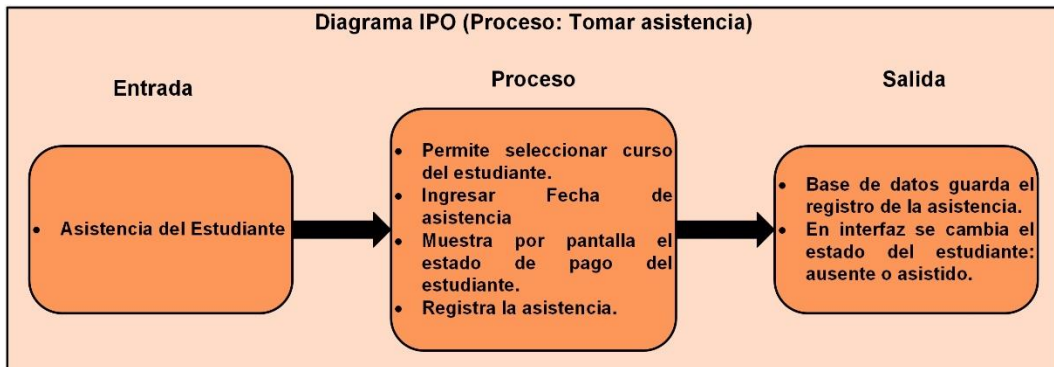 Diagrama IPO (Proceso: Tomar asistencia)
Entrada
• Asistencia del Estudiante
Proceso
• Permite seleccionar curso
del estudiante.
• Ingresar Fecha de
asistencia
• Muestra por pantalla el
estado de pago del
estudiante.
• Registra la asistencia.
Salida
• Base de datos guarda el
registro de la asistencia.
• En interfaz se cambia el
estado del estudiante:
ausente o asistido.